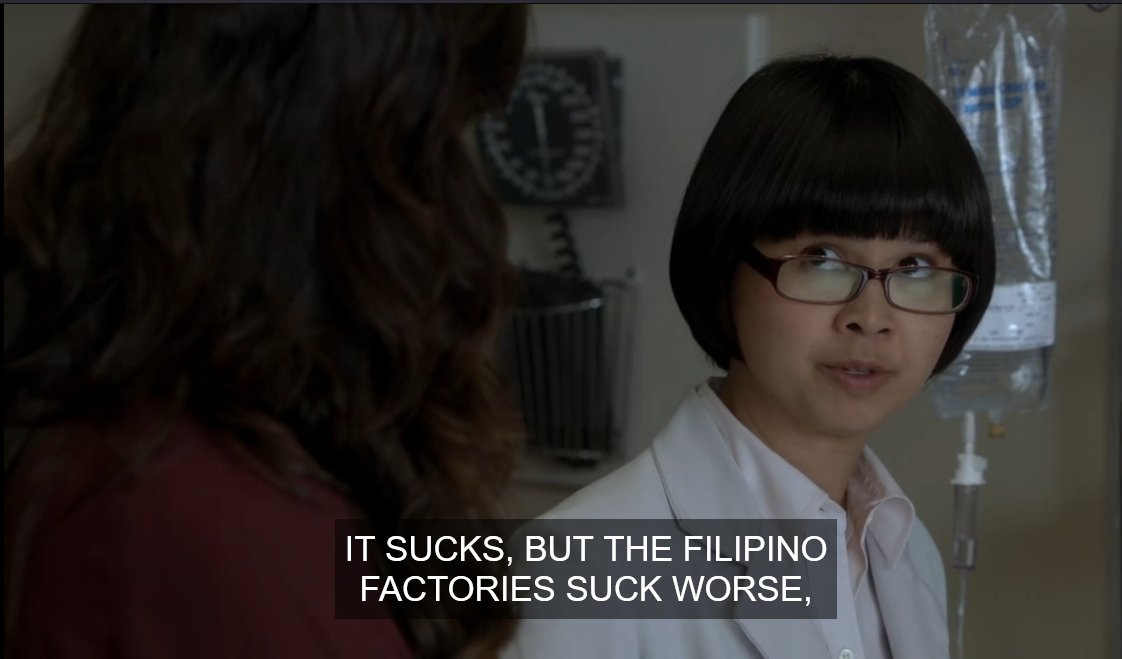 IT SUCKS, BUT THE FILIPINO
FACTORIES SUCK WORSE,